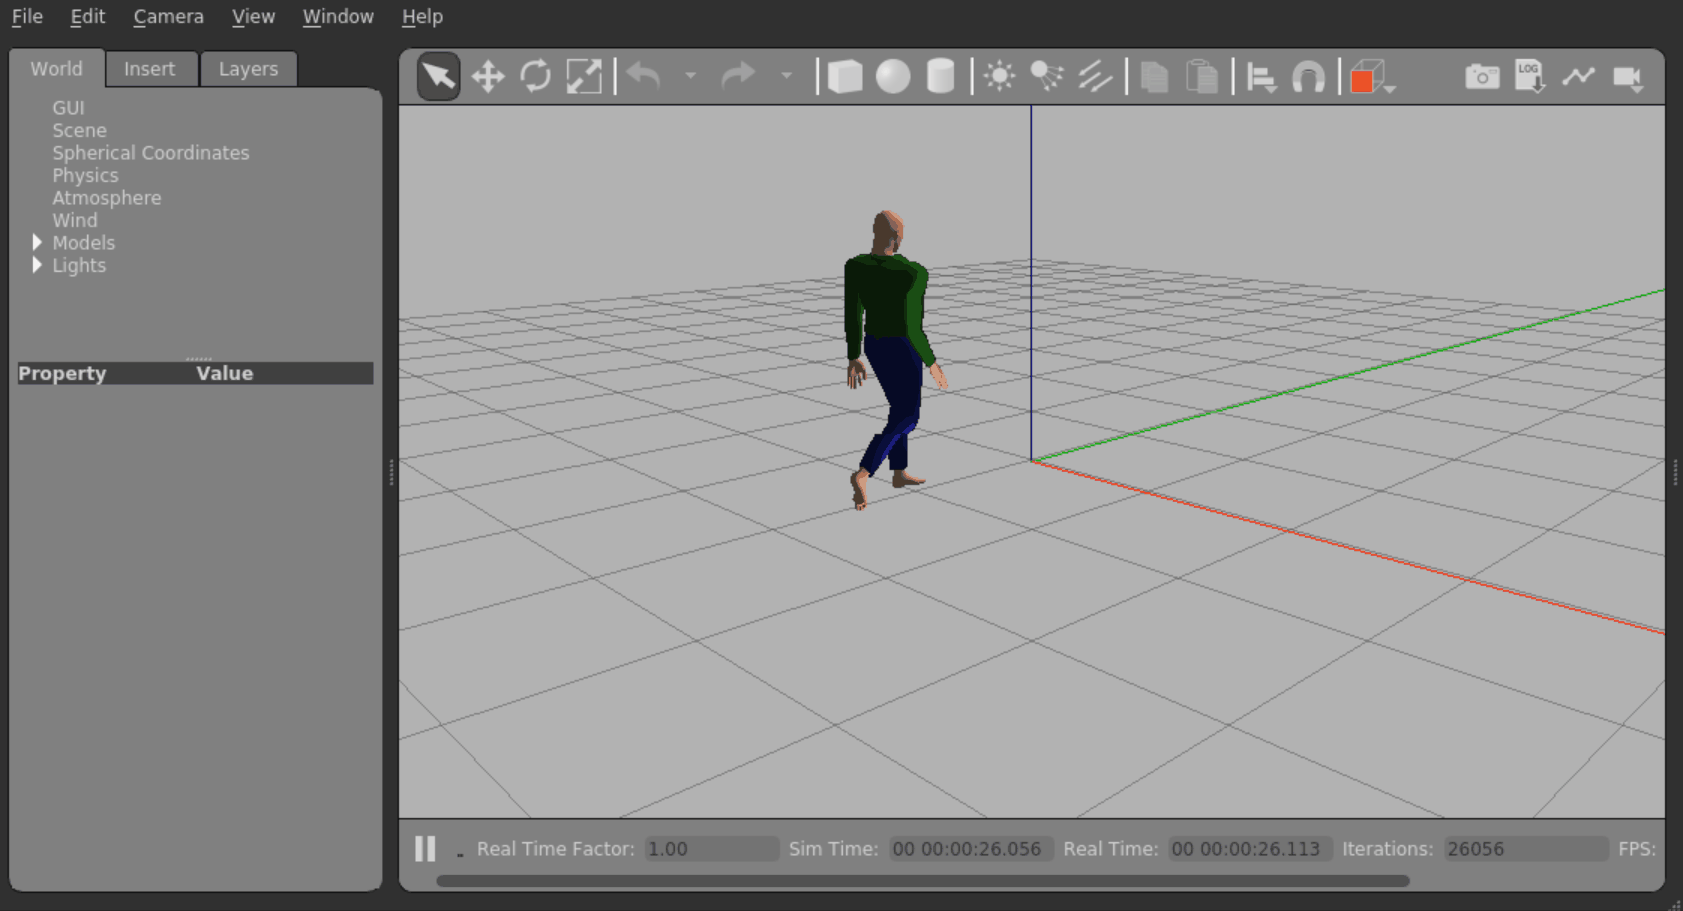 File Edit Camera View Window Help
World Insert Layers
LOG
GUI
Scene
Spherical Coordinates
Physics
Atmosphere
Wind
Models
Lights
Property Value
Real Time Factor: 1.00 Sim Time: 00 00:00:26.056 Real Time: 00 00:00:26.113 Iterations: 26056 FPS: